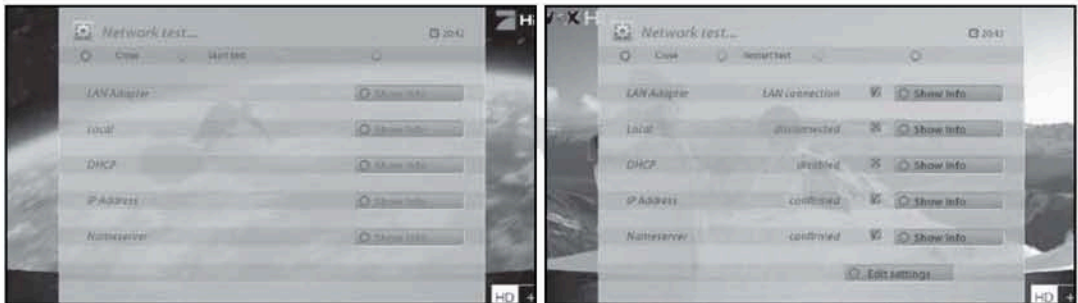 Network test...
20:42
Close Start test
LAN Adapter Show Info
Local Show Info
DHCP Show Info
IP Address Show Info
Nameserver Show Info
HD +
Network test...
20:43
Close Restart test
LAN Adapter LAN connection Show Info
Local disconnected Show Info
DHCP disabled Show Info
IP Address confirmed Show Info
Nameserver confirmed Show Info
Edit settings
HD +